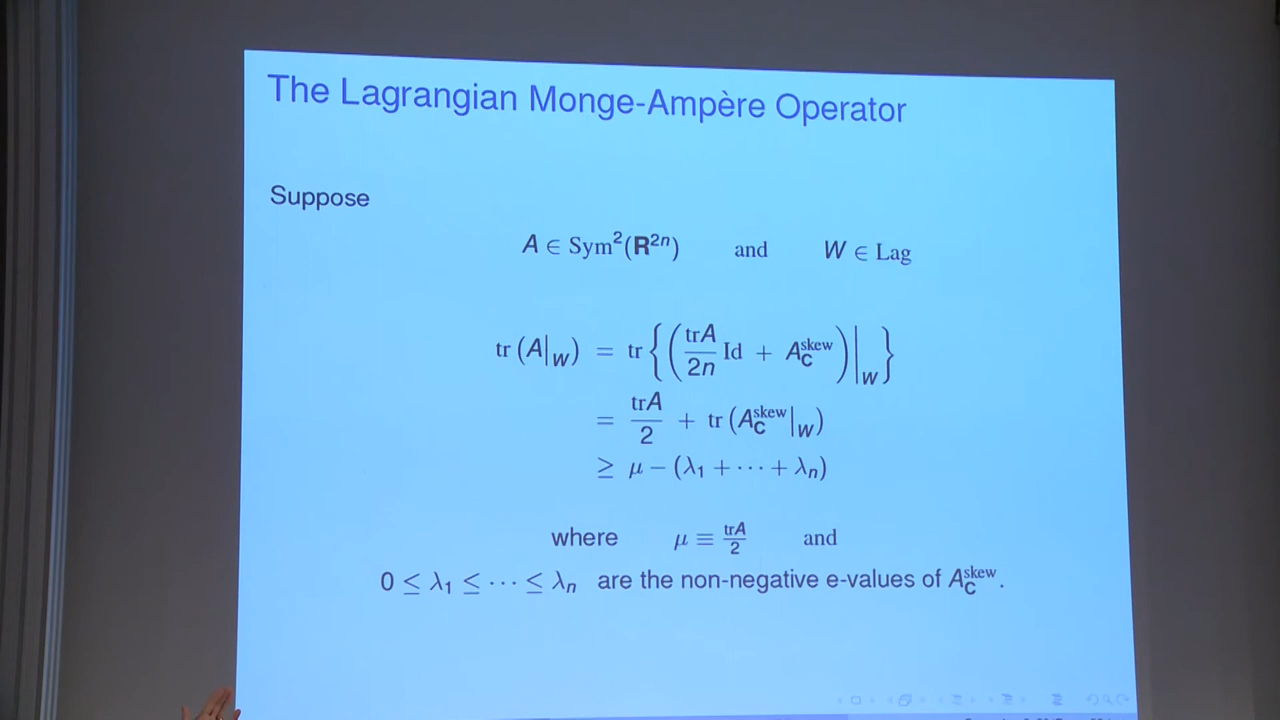 The Lagrangian Monge-Ampère Operator
Suppose
A ∈ Sym²(R²ⁿ) and W ∈ Lag
tr (A|_W) = tr { ( trA/2n Id + A_C^skew ) |_W }
= trA/2 + tr (A_C^skew|_W)
≥ μ − (λ₁ + ··· + λₙ)
where μ ≡ trA/2 and
0 ≤ λ₁ ≤ ··· ≤ λₙ are the non-negative e-values of A_C^skew.